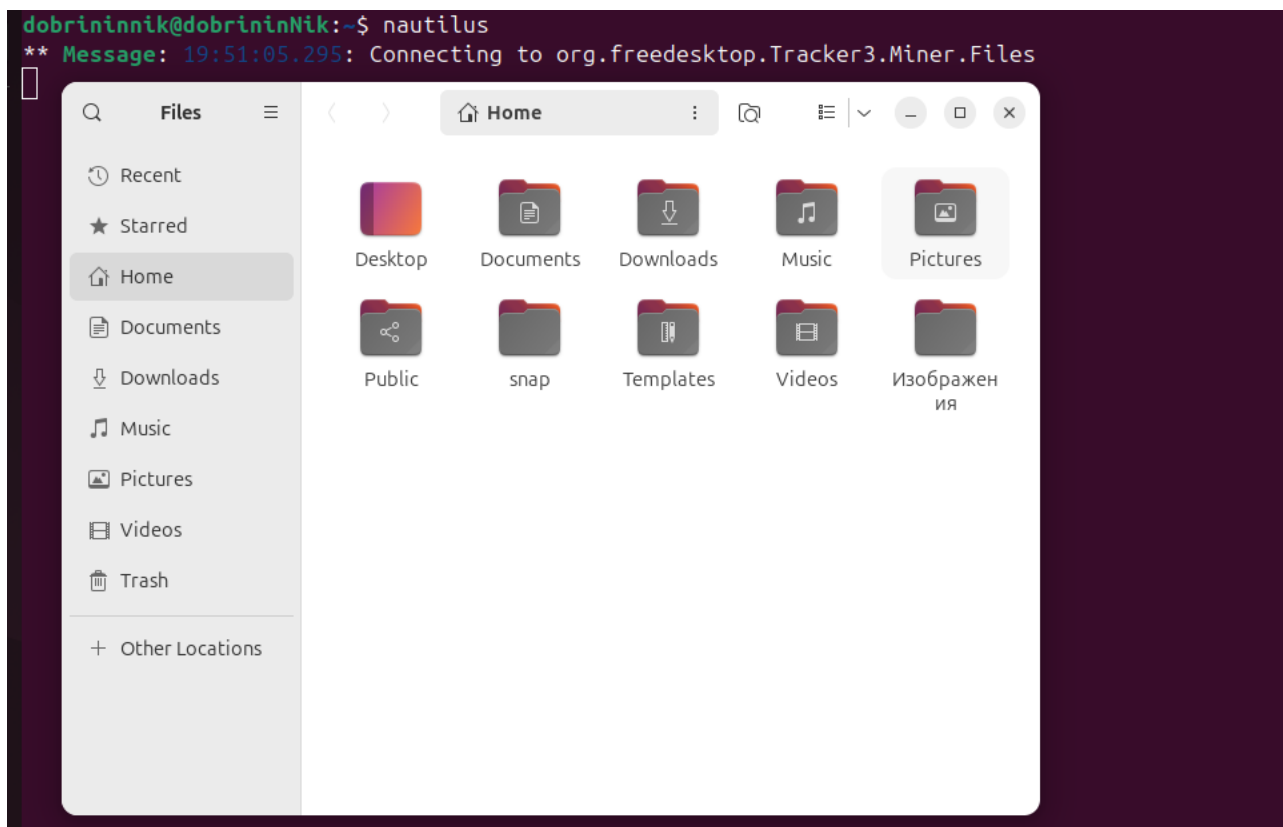 dobrininnik@dobrininNik:~$ nautilus
** Message: 19:51:05.295: Connecting to org.freedesktop.Tracker3.Miner.Files
Files
Home
Recent
Starred
Home
Documents
Downloads
Music
Pictures
Videos
Trash
Other Locations
Desktop
Documents
Downloads
Music
Pictures
Public
snap
Templates
Videos
Изображен
ия